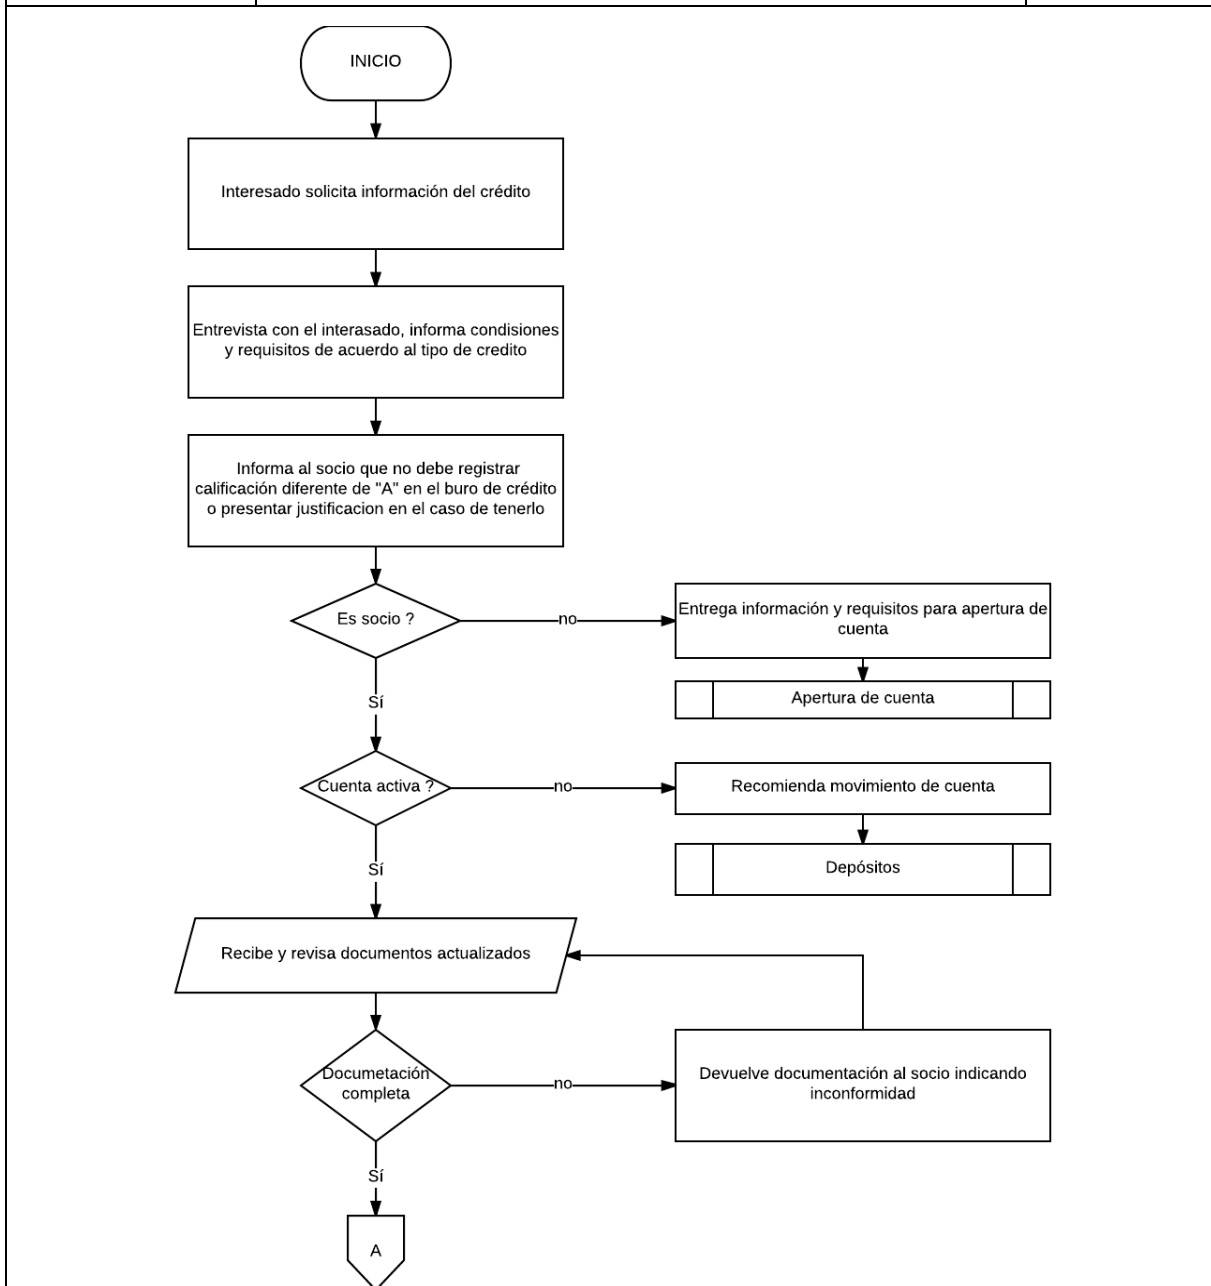 INICIO
Interesado solicita información del crédito
Entrevista con el interasado, informa condisiones
y requisitos de acuerdo al tipo de credito
Informa al socio que no debe registrar
calificación diferente de "A" en el buro de crédito
o presentar justificacion en el caso de tenerlo
Es socio ?
no
Entrega información y requisitos para apertura de
cuenta
Apertura de cuenta
Sí
Cuenta activa ?
no
Recomienda movimiento de cuenta
Depósitos
Sí
Recibe y revisa documentos actualizados
Documetación
completa
no
Devuelve documentación al socio indicando
inconformidad
Sí
A